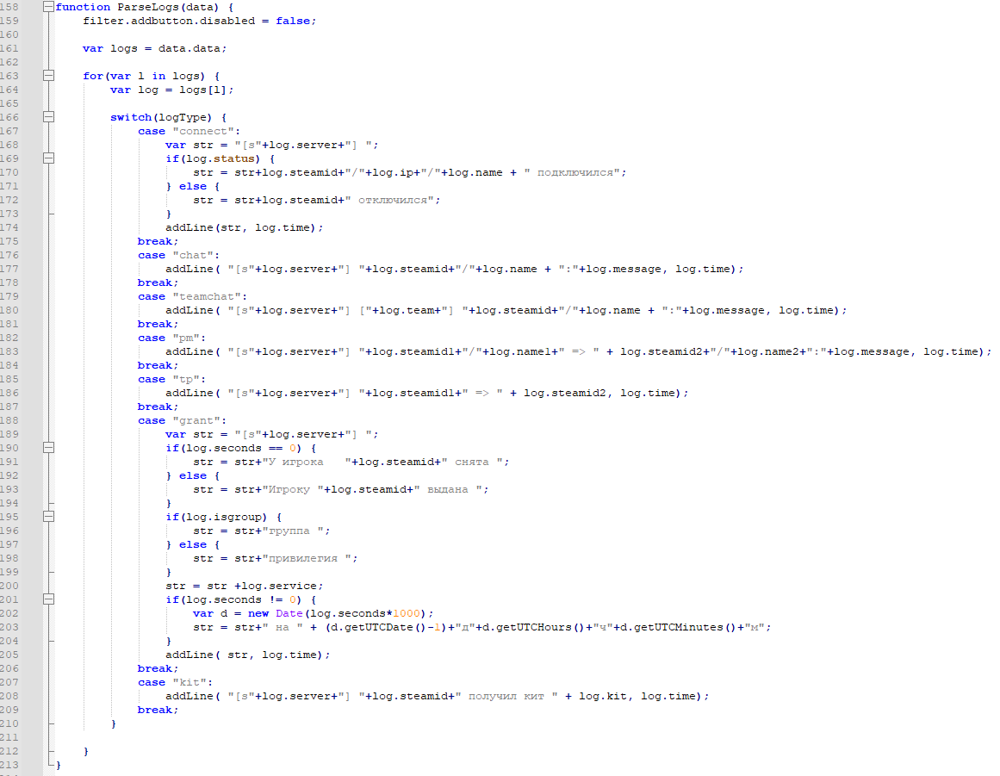 158 function ParseLogs(data) {
159 filter.addbutton.disabled = false;
160
161 var logs = data.data;
162
163 for(var l in logs) {
164 var log = logs[l];
165
166 switch(logType) {
167 case "connect":
168 var str = "[s"+log.server+"] ";
169 if(log.status) {
170 str = str+log.steamid+"/"+log.ip+"/"+log.name + " подключился";
171 } else {
172 str = str+log.steamid+" отключился";
173 }
174 addLine(str, log.time);
175 break;
176 case "chat":
177 addLine( "[s"+log.server+"] "+log.steamid+"/"+log.name + ":"+log.message, log.time);
178 break;
179 case "teamchat":
180 addLine( "[s"+log.server+"] ["+log.team+"] "+log.steamid+"/"+log.name + ":"+log.message, log.time);
181 break;
182 case "pm":
183 addLine( "[s"+log.server+"] "+log.steamid1+"/"+log.name1+" => " + log.steamid2+"/"+log.name2+":"+log.message, log.time);
184 break;
185 case "tp":
186 addLine( "[s"+log.server+"] "+log.steamid1+" => " + log.steamid2, log.time);
187 break;
188 case "grant":
189 var str = "[s"+log.server+"] ";
190 if(log.seconds == 0) {
191 str = str+"У игрока   "+log.steamid+" снята ";
192 } else {
193 str = str+"Игроку "+log.steamid+" выдана ";
194 }
195 if(log.isgroup) {
196 str = str+"группа ";
197 } else {
198 str = str+"привилегия ";
199 }
200 str = str +log.service;
201 if(log.seconds != 0) {
202 var d = new Date(log.seconds*1000);
203 str = str+" на " + (d.getUTCDate()-1)+"д"+d.getUTCHours()+"ч"+d.getUTCMinutes()+"м";
204 }
205 addLine( str, log.time);
206 break;
207 case "kit":
208 addLine( "[s"+log.server+"] "+log.steamid+" получил кит " + log.kit, log.time);
209 break;
210 }
211
212 }
213 }